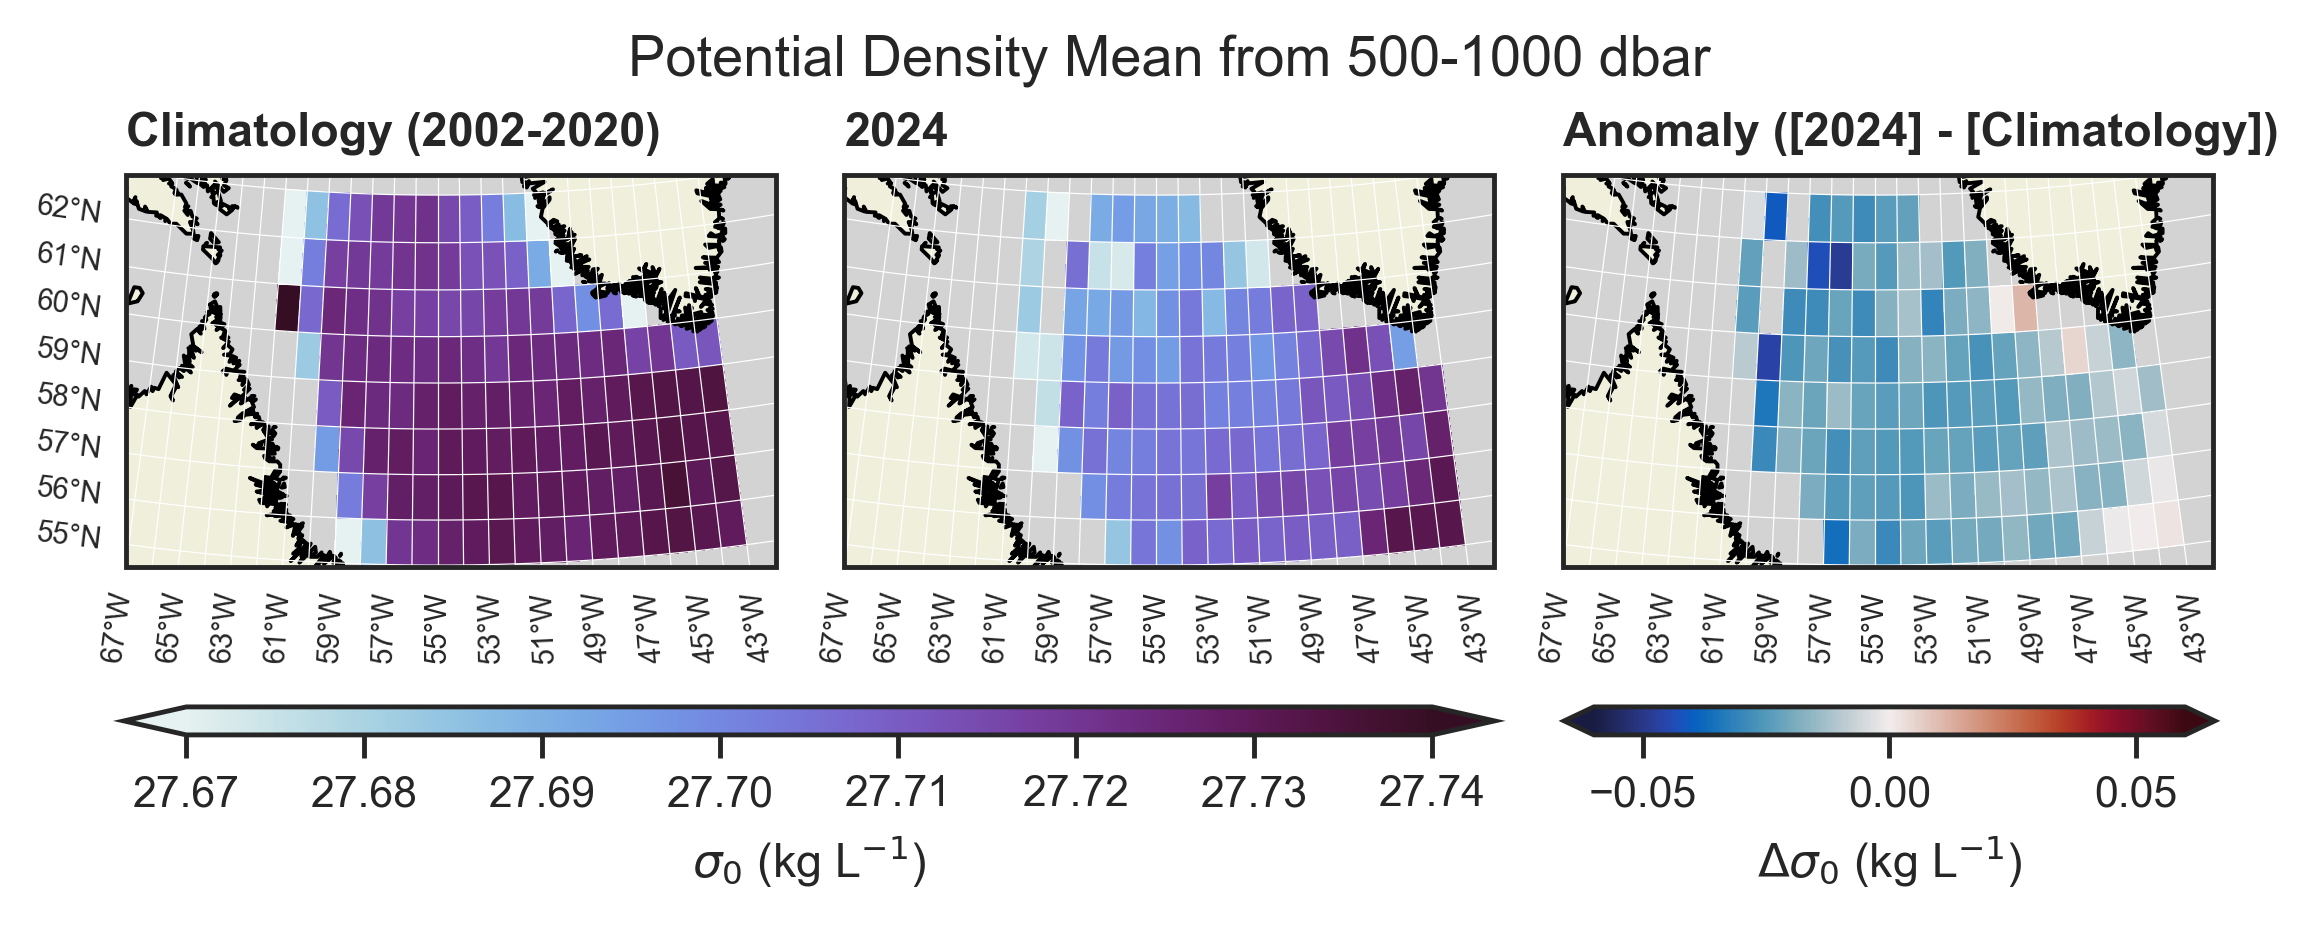 Potential Density Mean from 500-1000 dbar
Climatology (2002-2020)
2024
Anomaly ([2024] - [Climatology])
62°N
61°N
60°N
59°N
58°N
57°N
56°N
55°N
67°W 65°W 63°W 61°W 59°W 57°W 55°W 53°W 51°W 49°W 47°W 45°W 43°W
67°W 65°W 63°W 61°W 59°W 57°W 55°W 53°W 51°W 49°W 47°W 45°W 43°W
67°W 65°W 63°W 61°W 59°W 57°W 55°W 53°W 51°W 49°W 47°W 45°W 43°W
27.67 27.68 27.69 27.70 27.71 27.72 27.73 27.74
σ₀ (kg L⁻¹)
−0.05 0.00 0.05
Δσ₀ (kg L⁻¹)